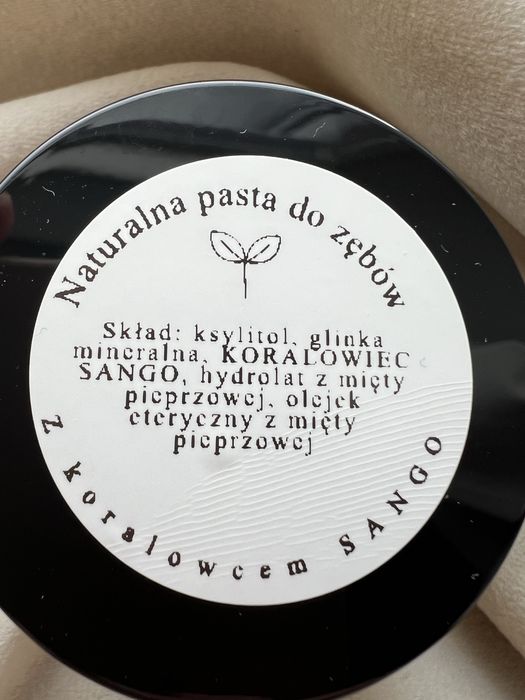 Naturalna pasta do zębów
Skład: ksylitol, glinka
mineralna, KORALOWIEC
SANGO, hydrolat z mięty
pieprzowej, olejek
eteryczny z mięty
pieprzowej
z koralowcem SANGO